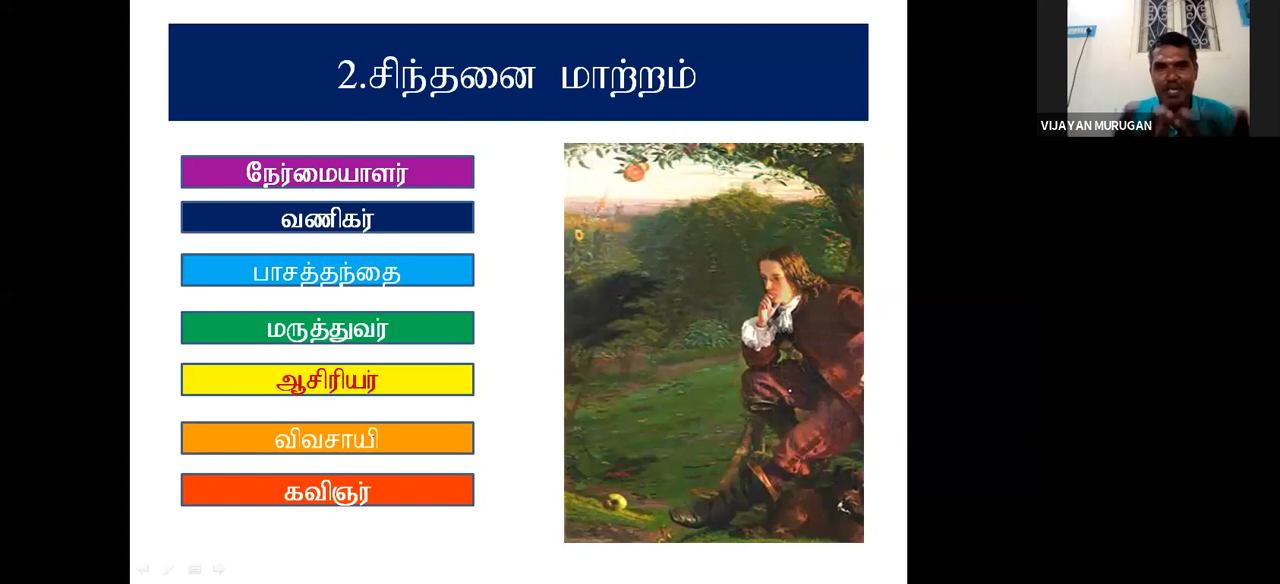 2.சிந்தனை மாற்றம்
நேர்மையாளர்
வணிகர்
பாசத்தந்தை
மருத்துவர்
ஆசிரியர்
விவசாயி
கவிஞர்
VIJAYAN MURUGAN